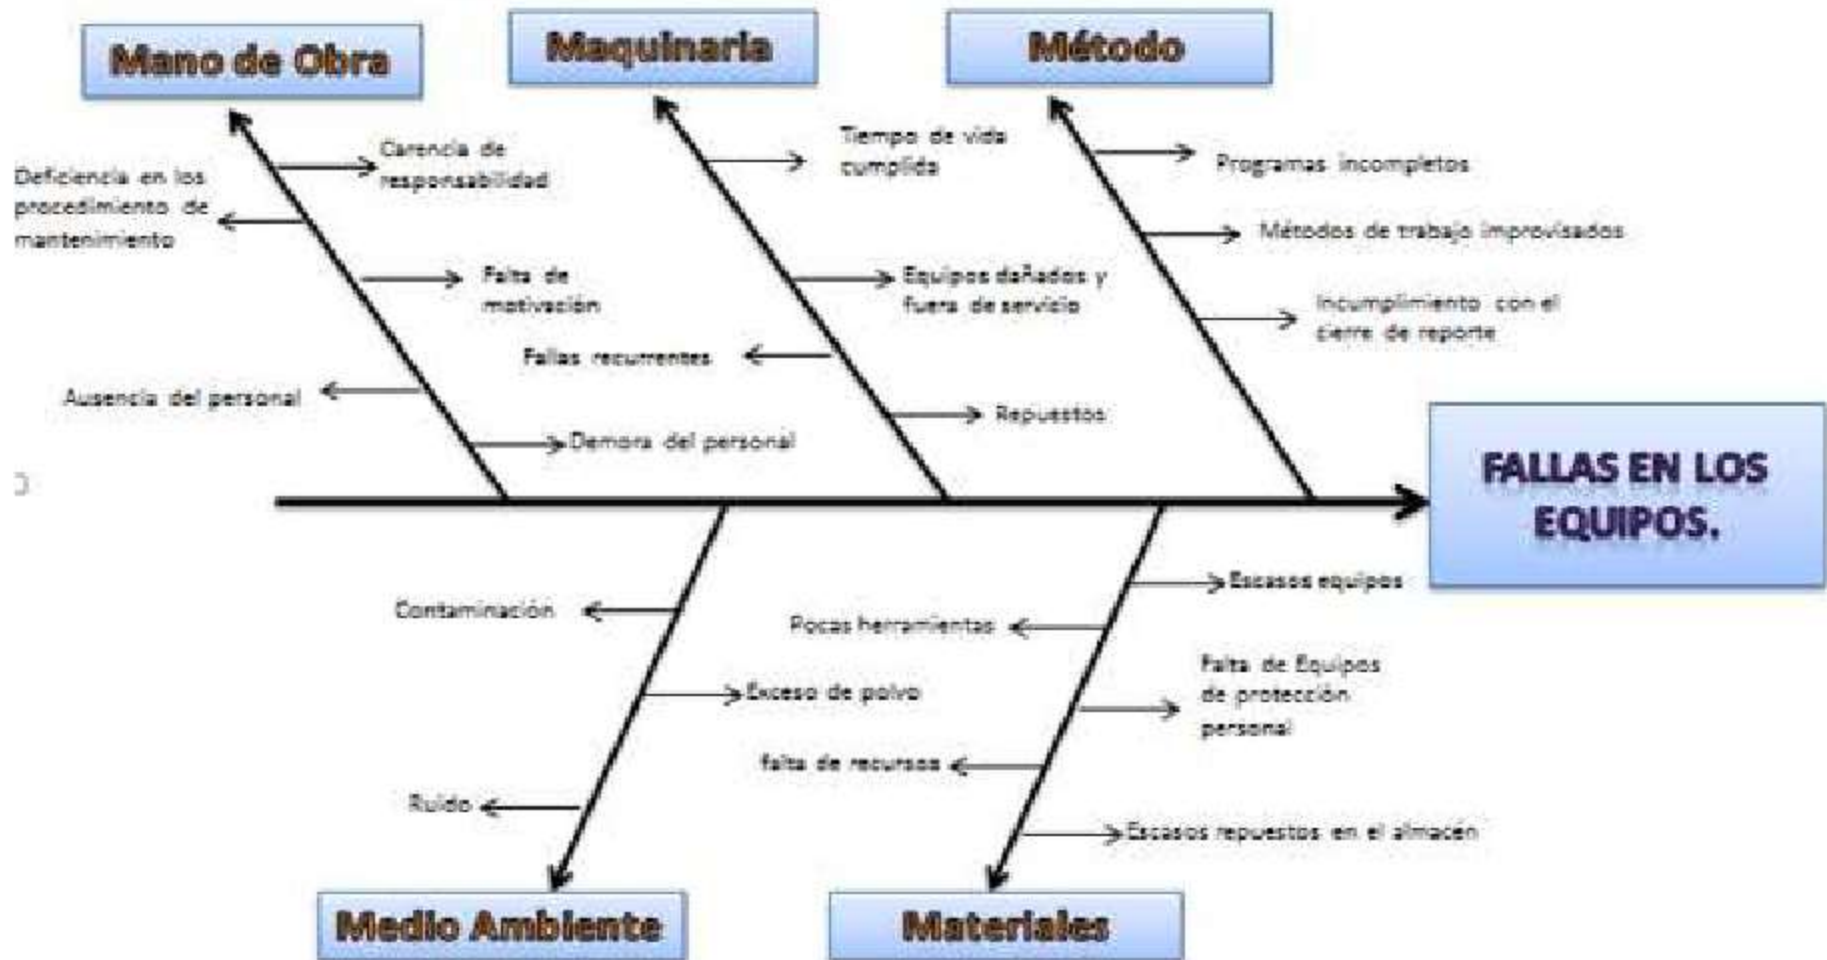 Mano de Obra
Maquinaria
Método
Carencia de
responsabilidad
Deficiencia en los
procedimiento de
mantenimiento
Falta de
motivación
Ausencia del personal
Demora del personal
Tiempo de vida
cumplida
Equipos dañados y
fuera de servicio
Fallas recurrentes
Repuestos
Programas incompletos
Métodos de trabajo improvisados
Incumplimiento con el
cierre de reporte
FALLAS EN LOS
EQUIPOS.
Contaminación
Exceso de polvo
Ruido
Escasos equipos
Pocas herramientas
Falta de Equipos
de protección
personal
falta de recursos
Escasos repuestos en el almacén
Medio Ambiente
Materiales